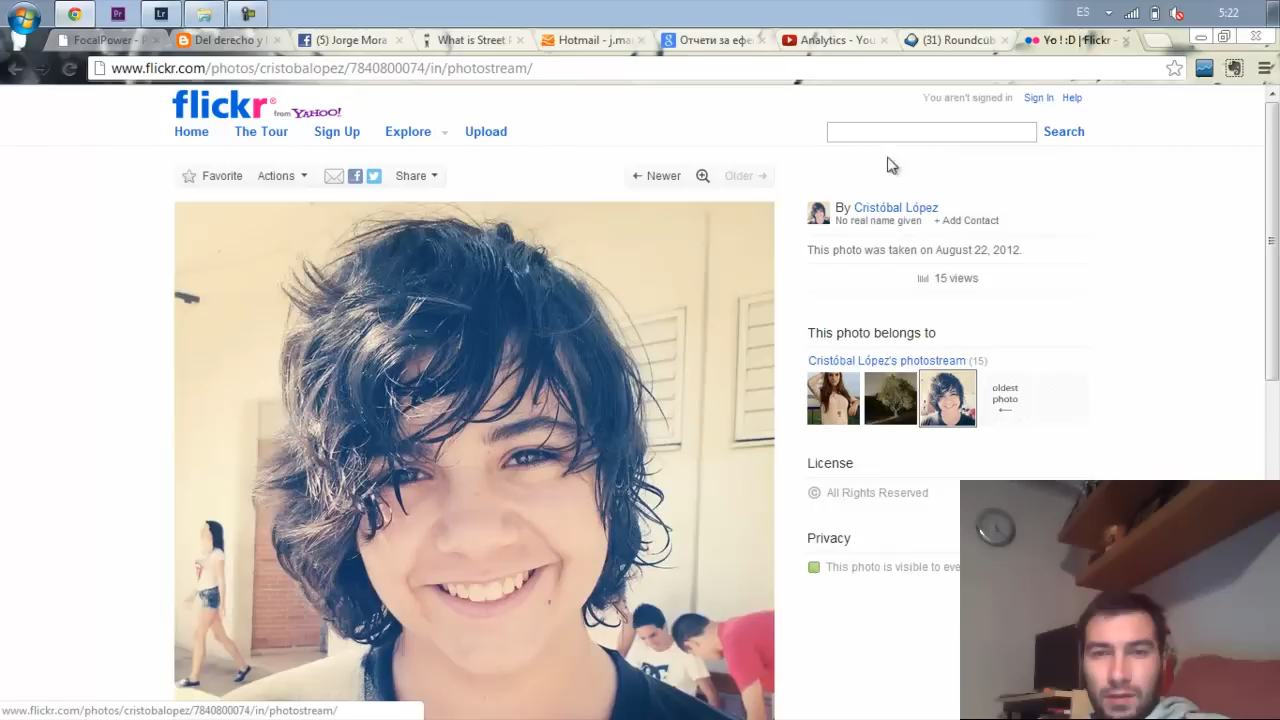 ES
5:22
FocalPower - P
Del derecho y
(5) Jorge Mora
What is Street
Hotmail - j.ma
Отчети за ефе
Analytics - You
(31) Roundcub
Yo ! :D | Flickr -
www.flickr.com/photos/cristobalopez/7840800074/in/photostream/
flickr from YAHOO!
You aren't signed in Sign In Help
Home The Tour Sign Up Explore Upload
Search
Favorite Actions Share
← Newer Older →
By Cristóbal López
No real name given + Add Contact
This photo was taken on August 22, 2012.
15 views
This photo belongs to
Cristóbal López's photostream (15)
oldest
photo
License
© All Rights Reserved
Privacy
This photo is visible to eve
www.flickr.com/photos/cristobalopez/7840800074/in/photostream/